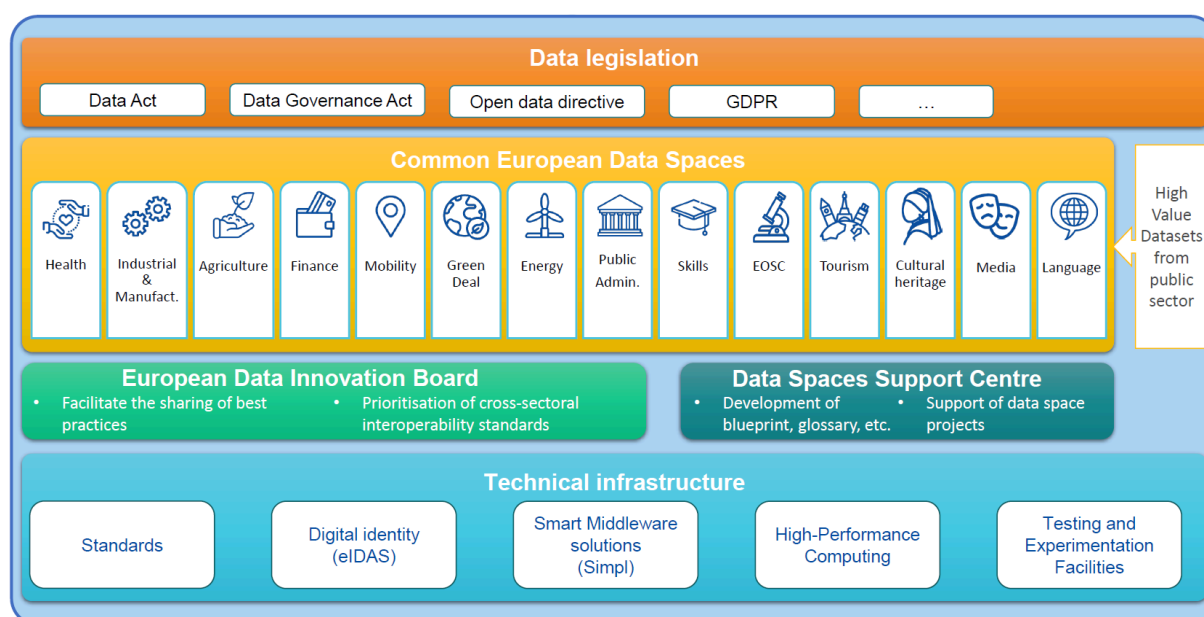 Data legislation
Data Act
Data Governance Act
Open data directive
GDPR
...
Common European Data Spaces
Health
Industrial
&
Manufact.
Agriculture
Finance
Mobility
Green
Deal
Energy
Public
Admin.
Skills
EOSC
Tourism
Cultural
heritage
Media
Language
High
Value
Datasets
from
public
sector
European Data Innovation Board
• Facilitate the sharing of best
practices
• Prioritisation of cross-sectoral
interoperability standards
Data Spaces Support Centre
• Development of
blueprint, glossary, etc.
• Support of data space
projects
Technical infrastructure
Standards
Digital identity
(eIDAS)
Smart Middleware
solutions
(Simpl)
High-Performance
Computing
Testing and
Experimentation
Facilities